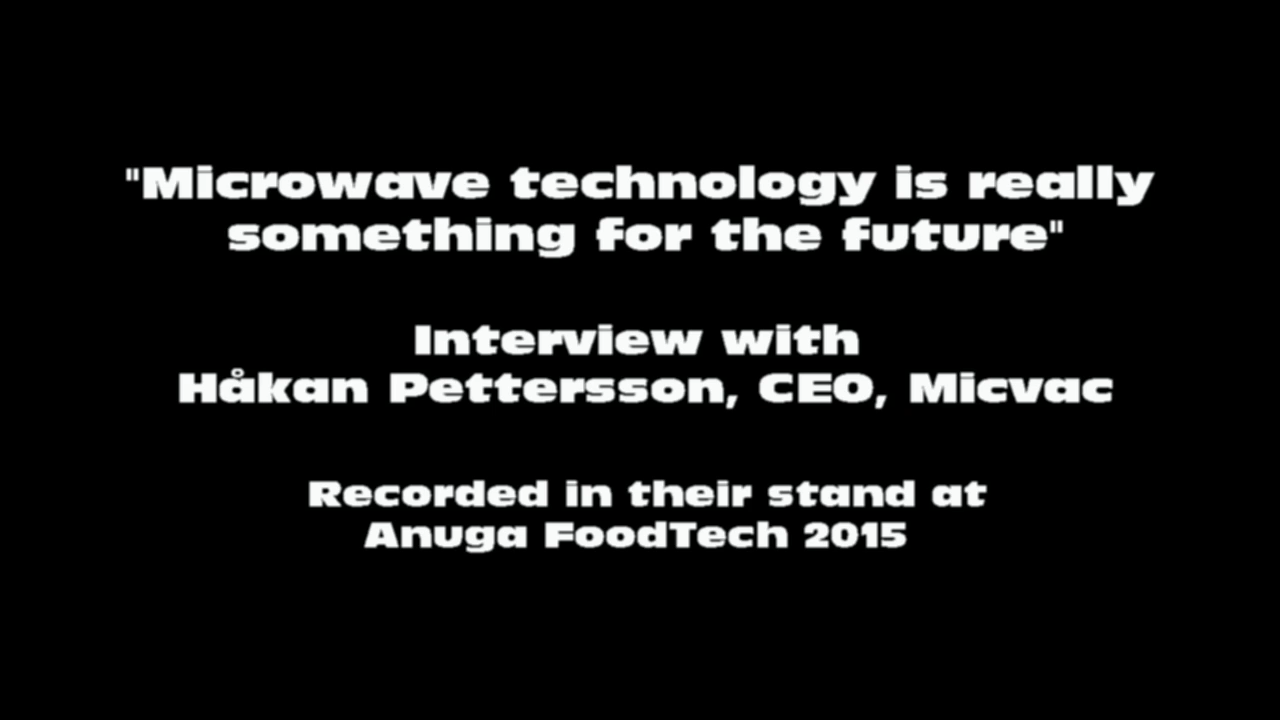 "Microwave technology is really
something for the future"
Interview with
Håkan Pettersson, CEO, Micvac
Recorded in their stand at
Anuga FoodTech 2015